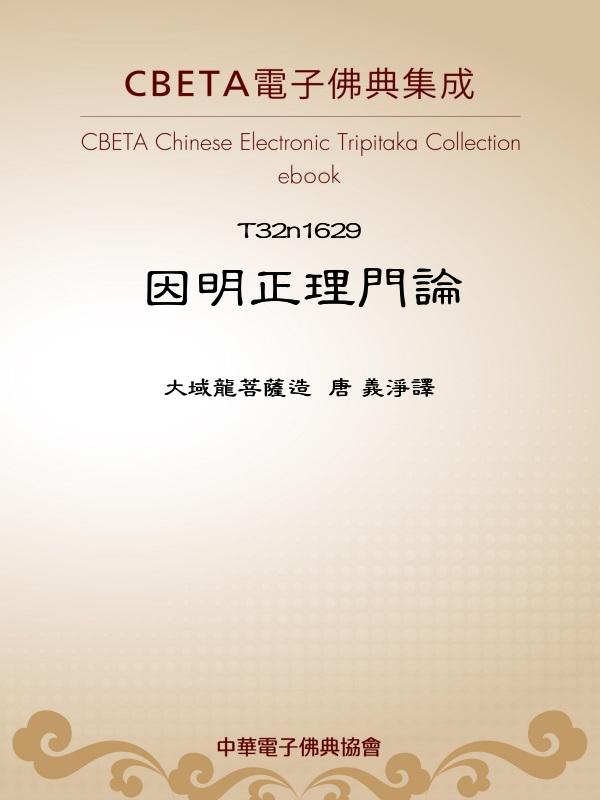 CBETA電子佛典集成
CBETA Chinese Electronic Tripitaka Collection
ebook
T32n1629
因明正理門論
大域龍菩薩造 唐 義淨譯
中華電子佛典協會